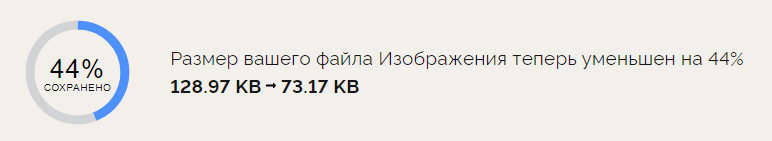 44%
СОХРАНЕНО
Размер вашего файла Изображения теперь уменьшен на 44%
128.97 KB ➞ 73.17 KB